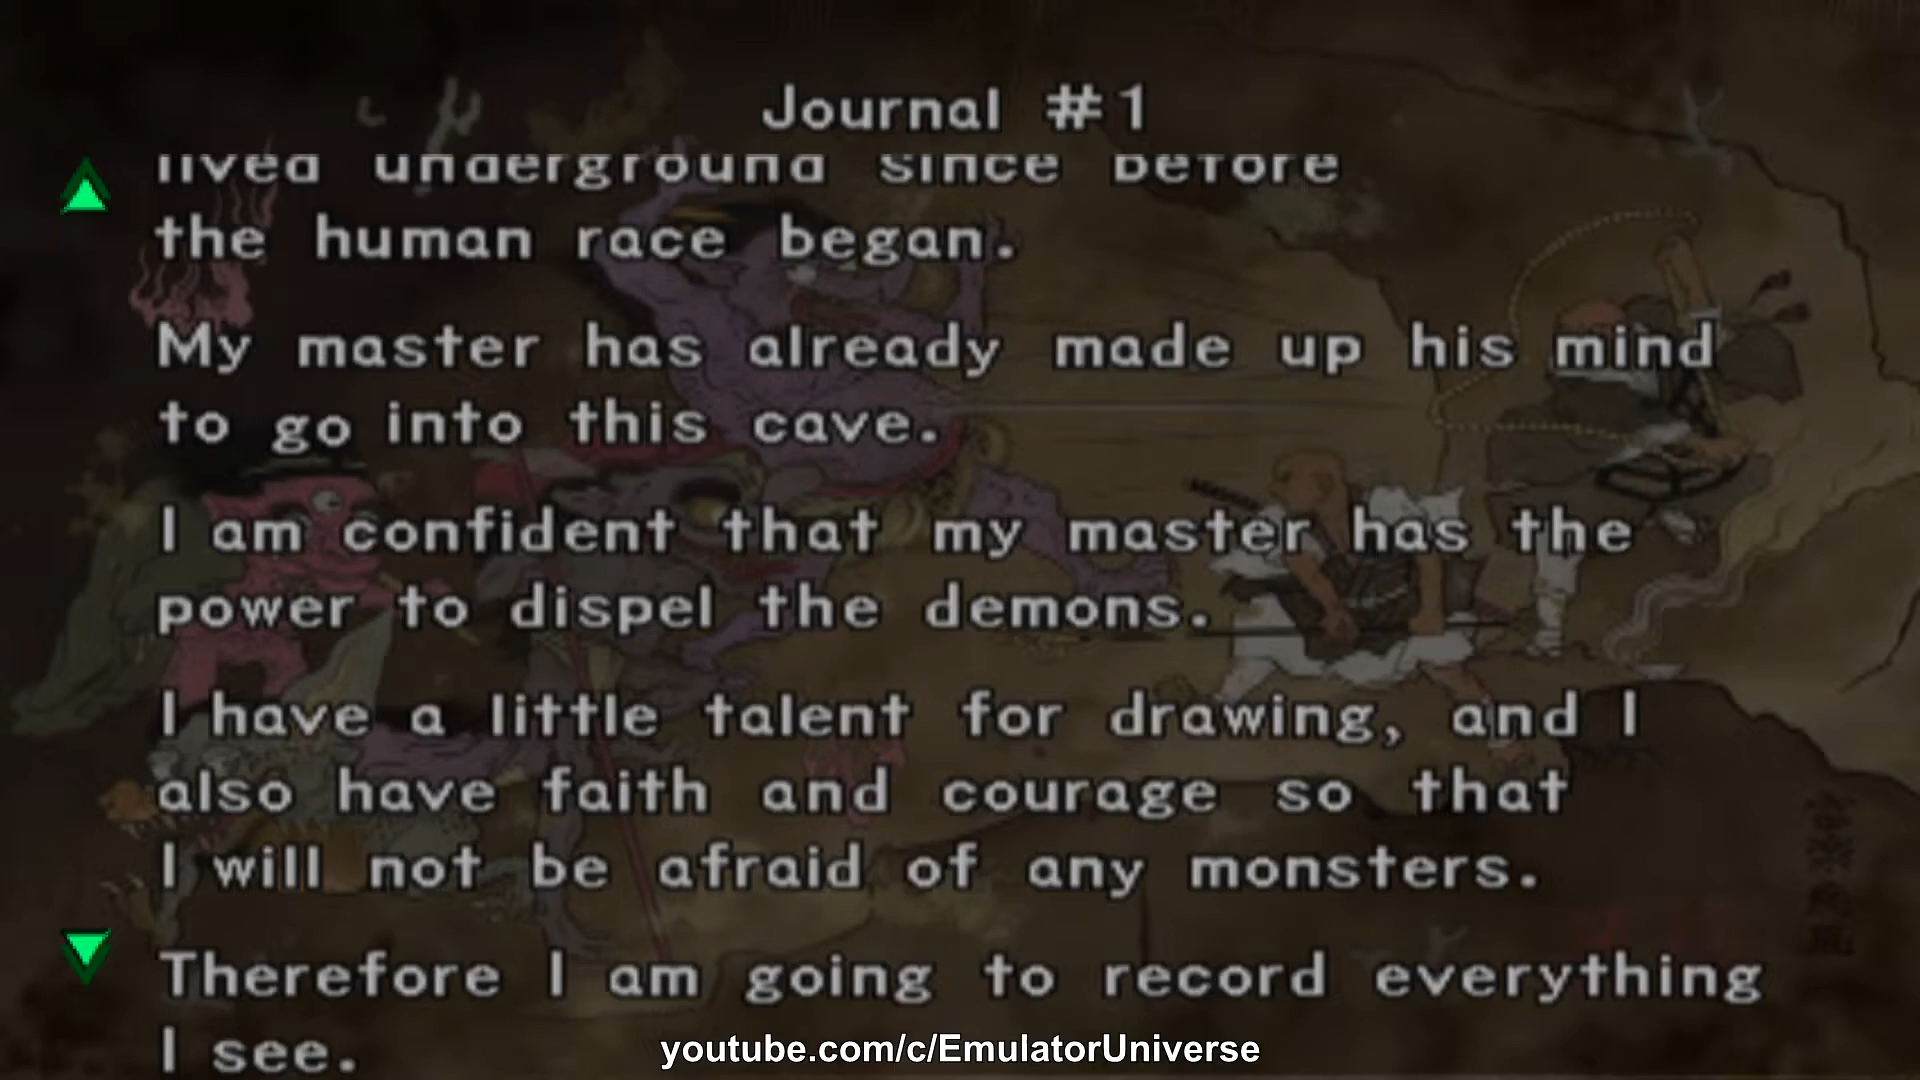 Journal #1
lived underground since before
the human race began.
My master has already made up his mind
to go into this cave.
I am confident that my master has the
power to dispel the demons.
I have a little talent for drawing, and I
also have faith and courage so that
I will not be afraid of any monsters.
Therefore I am going to record everything
I see.
youtube.com/c/EmulatorUniverse